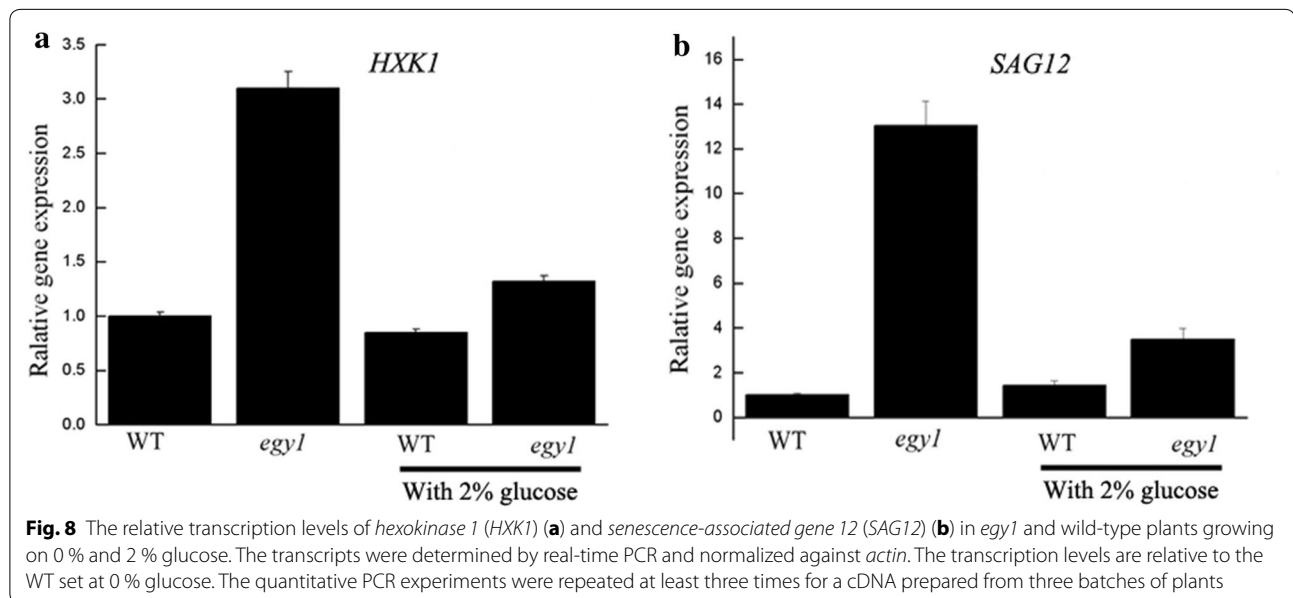 a
HXK1
Ralative gene expression
3.5
3.0
2.5
2.0
1.5
1.0
0.5
0.0
WT
egy1
WT
egy1
With 2% glucose
b
SAG12
Ralative gene expression
16
14
12
10
8
6
4
2
0
WT
egy1
WT
egy1
With 2% glucose
Fig. 8 The relative transcription levels of hexokinase 1 (HXK1) (a) and senescence-associated gene 12 (SAG12) (b) in egy1 and wild-type plants growing
on 0 % and 2 % glucose. The transcripts were determined by real-time PCR and normalized against actin. The transcription levels are relative to the
WT set at 0 % glucose. The quantitative PCR experiments were repeated at least three times for a cDNA prepared from three batches of plants